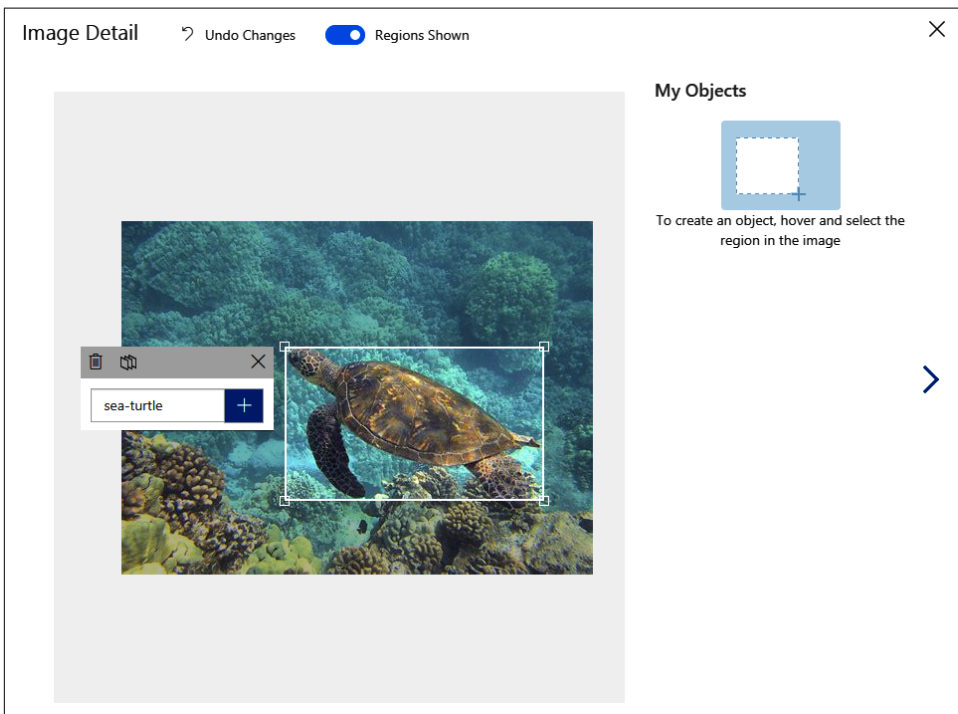 Image Detail
Undo Changes
Regions Shown
My Objects
To create an object, hover and select the
region in the image
sea-turtle